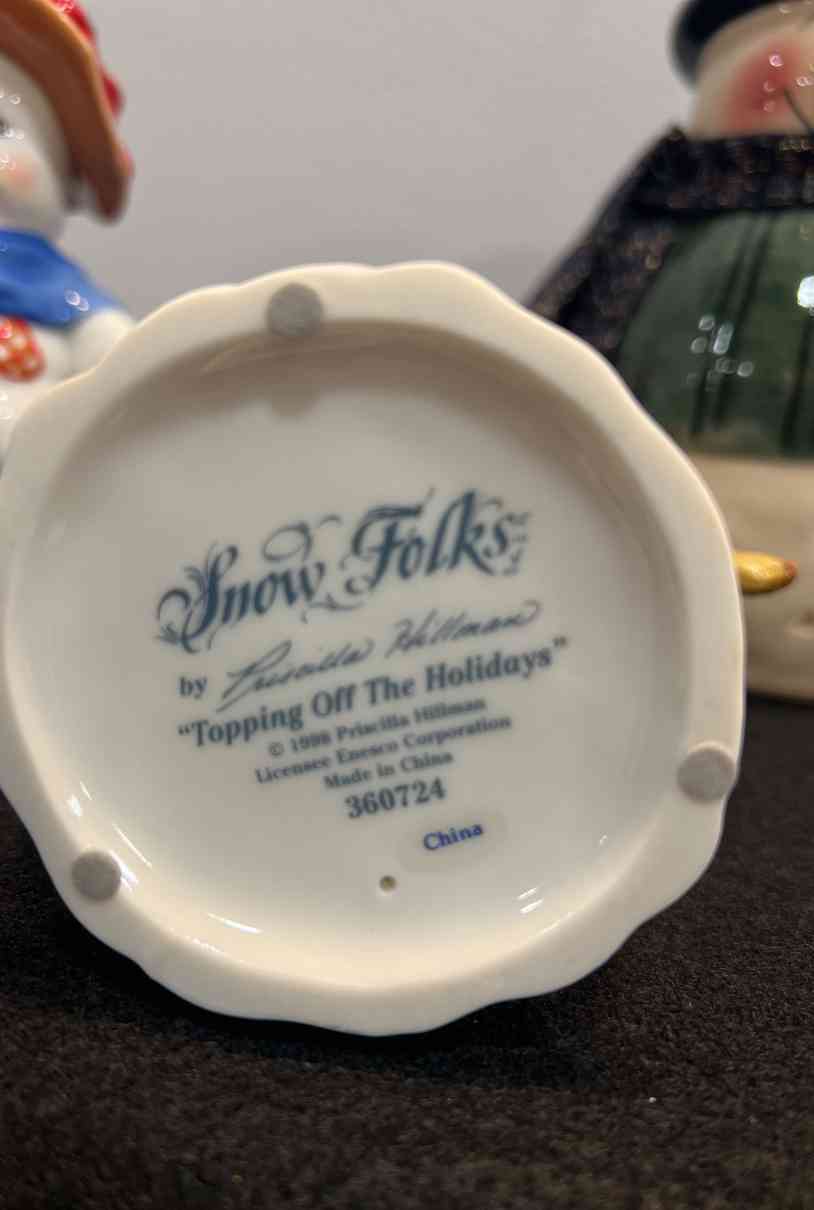 Snow Folks
by Priscilla Hillman
“Topping Off The Holidays”
© 1998 Priscilla Hillman
Licensee Enesco Corporation
Made in China
360724
China